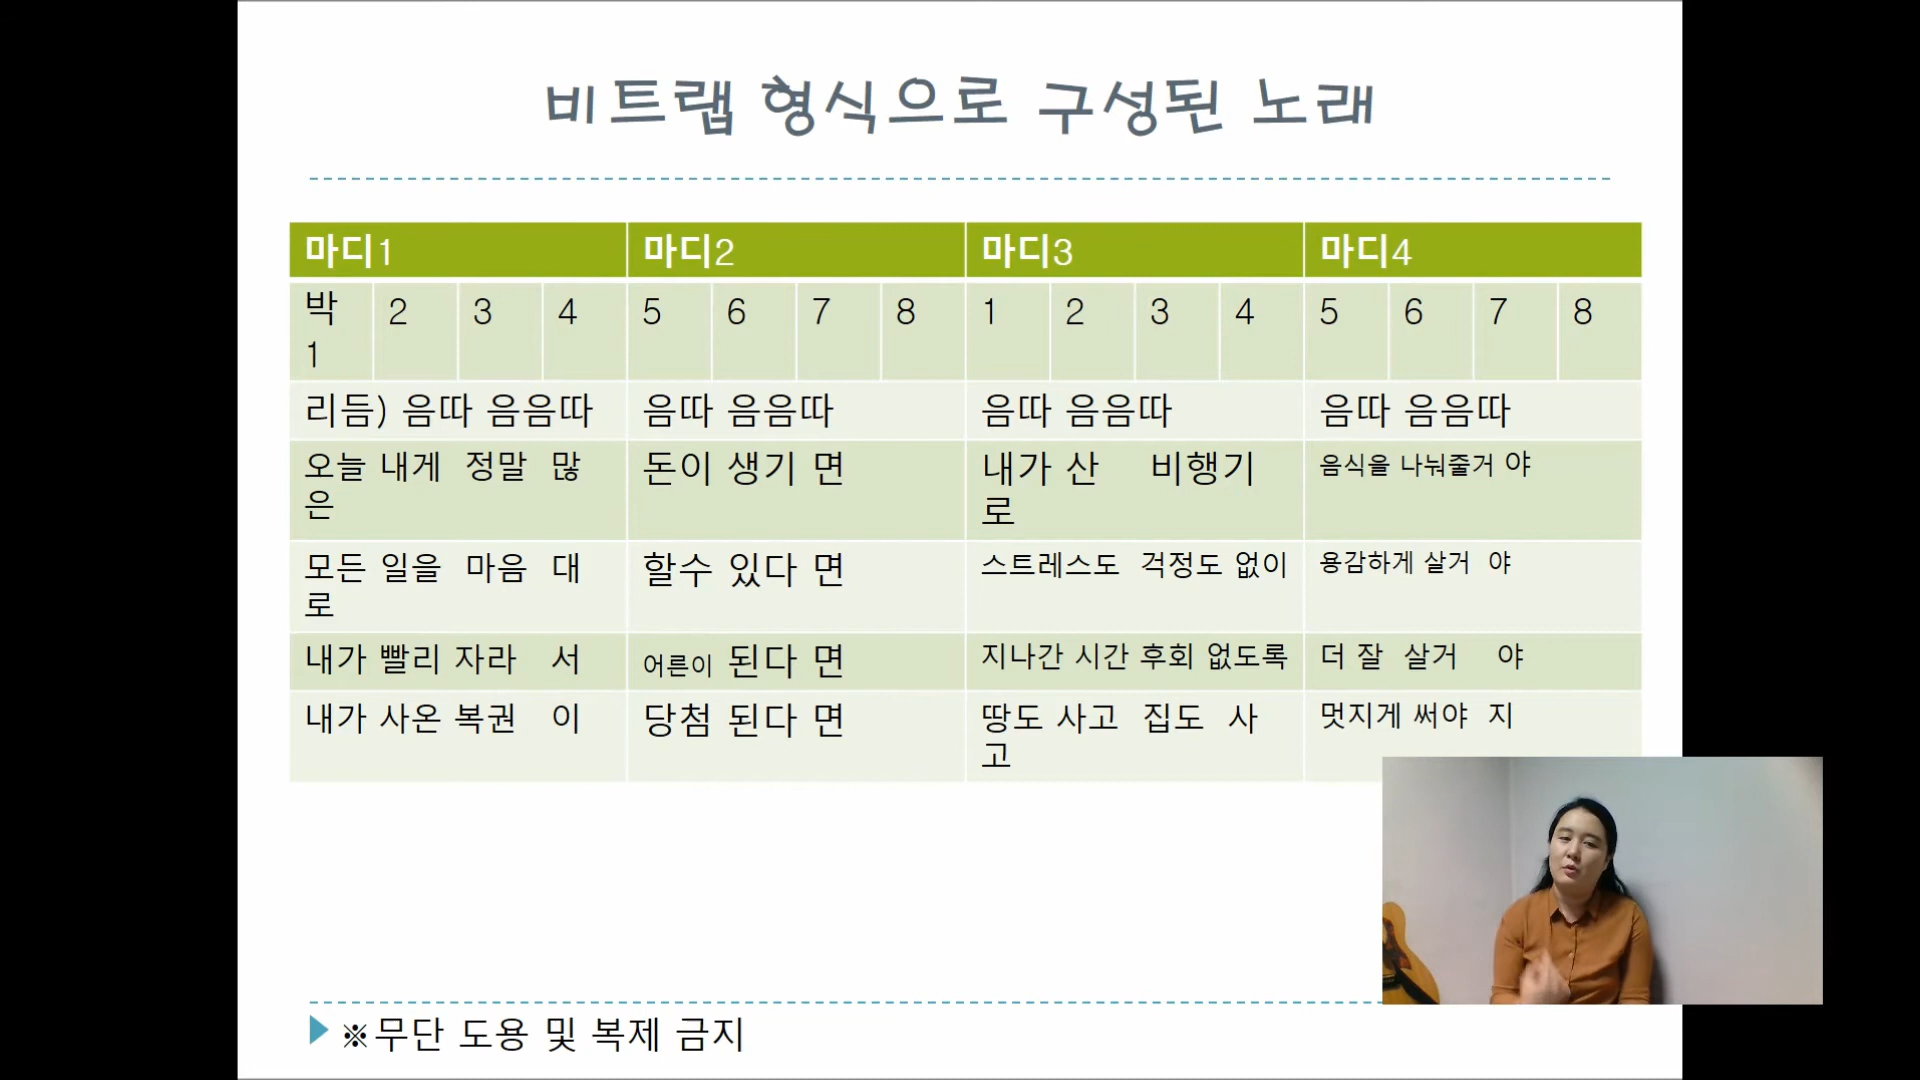 비트랩 형식으로 구성된 노래
마디1 마디2 마디3 마디4
박 2 3 4 5 6 7 8 1 2 3 4 5 6 7 8
1
리듬) 음따 음음따 음따 음음따 음따 음음따 음따 음음따
오늘 내게 정말 많 돈이 생기 면 내가 산 비행기 음식을 나눠줄거 야
은 로
모든 일을 마음 대 할수 있다 면 스트레스도 걱정도 없이 용감하게 살거 야
로
내가 빨리 자라 서 어른이 된다 면 지나간 시간 후회 없도록 더 잘 살거 야
내가 사온 복권 이 당첨 된다 면 땅도 사고 집도 사 멋지게 써야 지
고
※무단 도용 및 복제 금지